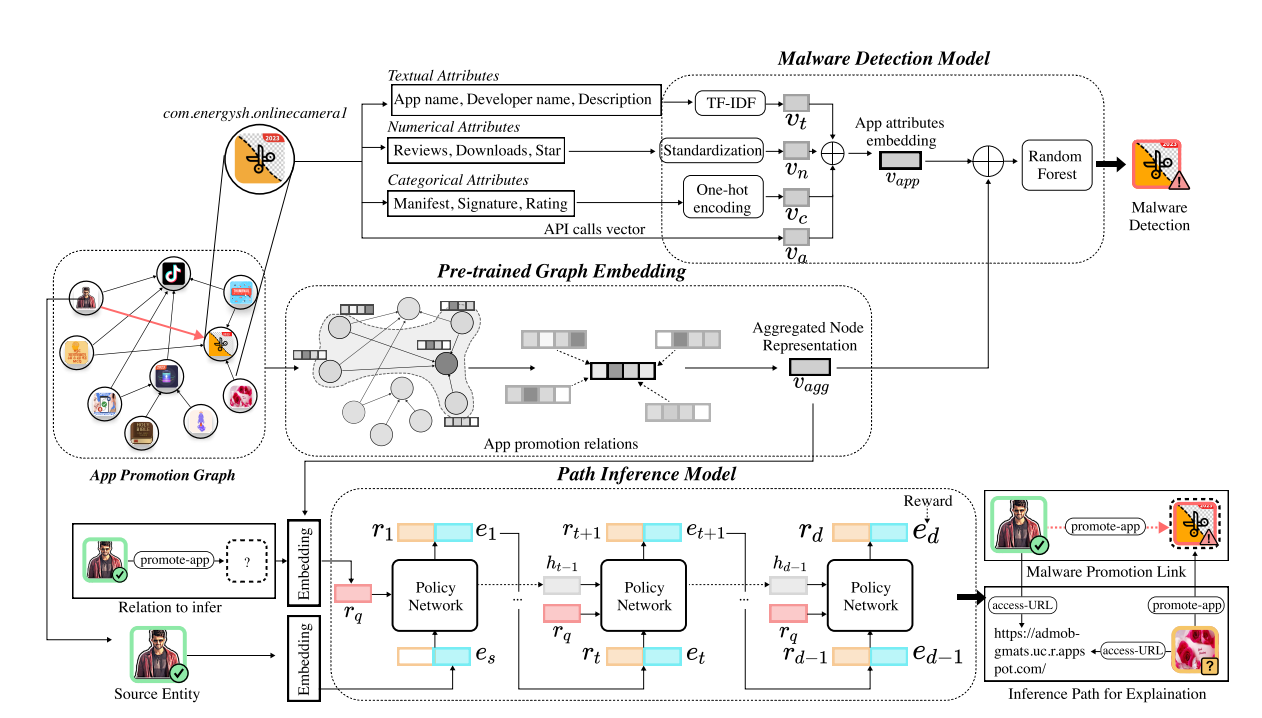 Malware Detection Model
Textual Attributes
App name, Developer name, Description
TF-IDF
v_t
com.energysh.onlinecamera1
2023
Numerical Attributes
Reviews, Downloads, Star
Standardization
v_n
App attributes
embedding
v_app
Random
Forest
2023
Malware
Detection
Categorical Attributes
Manifest, Signature, Rating
One-hot
encoding
v_c
API calls vector
v_a
Pre-trained Graph Embedding
Aggregated Node
Representation
v_agg
App promotion relations
App Promotion Graph
Path Inference Model
Reward
r_1
e_1
r_{t+1}
e_{t+1}
r_d
e_d
promote-app
?
Relation to infer
Embedding
r_q
Policy
Network
h_{t-1}
...
r_q
Policy
Network
h_{d-1}
...
r_q
Policy
Network
e_s
r_t
e_t
r_{d-1}
e_{d-1}
Source Entity
Embedding
promote-app
Malware Promotion Link
access-URL
promote-app
https://admob-
gmats.uc.r.apps
pot.com/
access-URL
?
Inference Path for Explaination